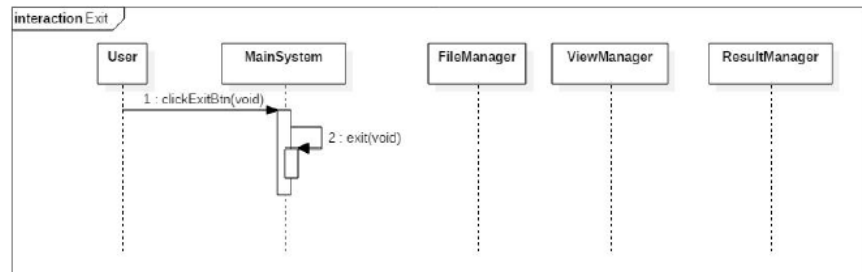 interaction Exit
User
MainSystem
FileManager
ViewManager
ResultManager
1 : clickExitBtn(void)
2 : exit(void)